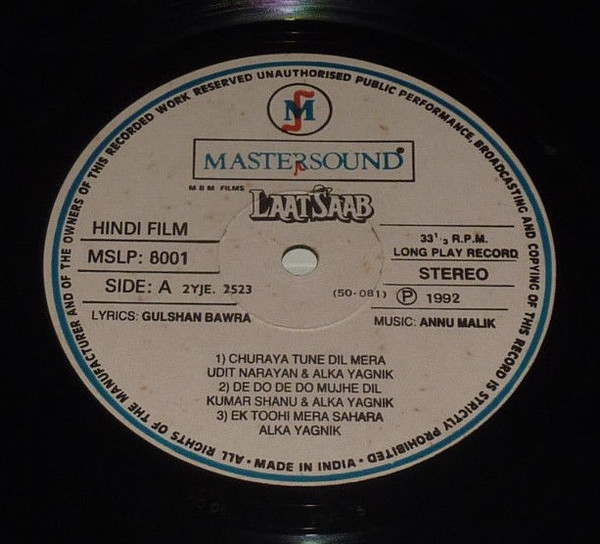 ALL RIGHTS OF THE MANUFACTURER AND OF THE OWNERS OF THIS RECORDED WORK RESERVED UNAUTHORISED PUBLIC PERFORMANCE, BROADCASTING AND COPYING OF THIS RECORD IS STRICTLY PROHIBITED · MADE IN INDIA ·
MS
MASTERSOUND
MBM FILMS
LAAT SAAB
HINDI FILM
MSLP: 8001
SIDE: A 2YJE. 2523
LYRICS: GULSHAN BAWRA
33 1/3 R.P.M.
LONG PLAY RECORD
STEREO
(50-081) Ⓟ 1992
MUSIC: ANNU MALIK
1) CHURAYA TUNE DIL MERA
UDIT NARAYAN & ALKA YAGNIK
2) DE DO DE DO MUJHE DIL
KUMAR SHANU & ALKA YAGNIK
3) EK TOOHI MERA SAHARA
ALKA YAGNIK